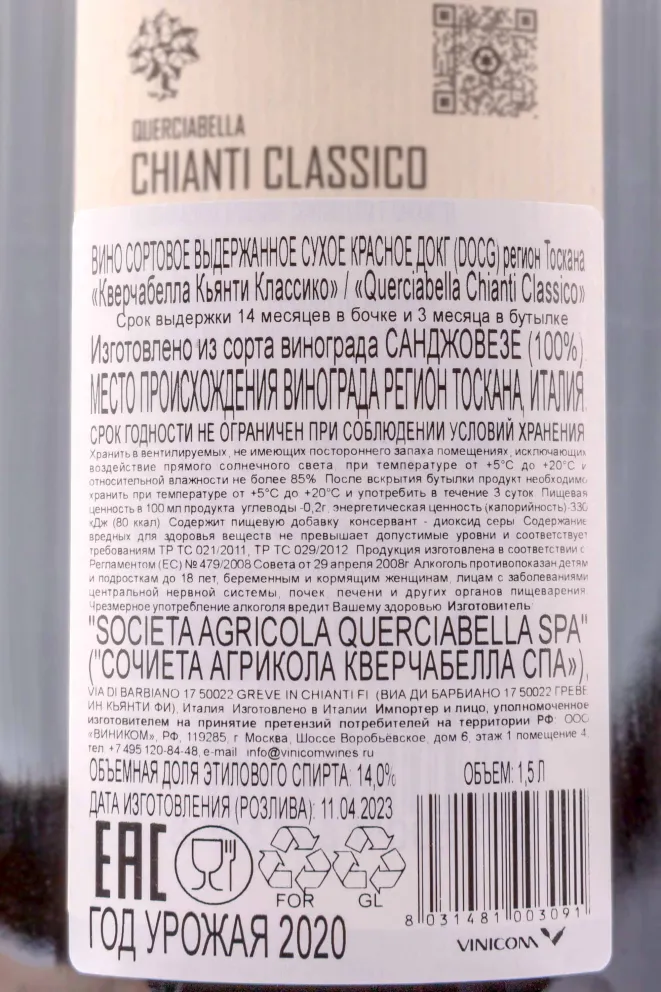 QUERCIABELLA
CHIANTI CLASSICO
ВИНО СОРТОВОЕ ВЫДЕРЖАННОЕ СУХОЕ КРАСНОЕ ДОКГ (DOCG) регион Тоскана
«Кверчабелла Кьянти Классико» / «Querciabella Chianti Classico»
Срок выдержки 14 месяцев в бочке и 3 месяца в бутылке
Изготовлено из сорта винограда САНДЖОВЕЗЕ (100%)
МЕСТО ПРОИСХОЖДЕНИЯ ВИНОГРАДА РЕГИОН ТОСКАНА, ИТАЛИЯ.
СРОК ГОДНОСТИ НЕ ОГРАНИЧЕН ПРИ СОБЛЮДЕНИИ УСЛОВИЙ ХРАНЕНИЯ
Хранить в вентилируемых, не имеющих постороннего запаха помещениях, исключающих
воздействие прямого солнечного света, при температуре от +5°C до +20°C и
относительной влажности не более 85%. После вскрытия бутылки продукт необходимо
хранить при температуре от +5°C до +20°C и употребить в течение 3 суток. Пищевая
ценность в 100 мл продукта: углеводы -0,2г, энергетическая ценность (калорийность)-330
кДж (80 ккал) Содержит пищевую добавку консервант - диоксид серы Содержание
вредных для здоровья веществ не превышает допустимые уровни и соответствует
требованиям ТР ТС 021/2011, ТР ТС 029/2012. Продукция изготовлена в соответствии с
Регламентом (ЕС) № 479/2008 Совета от 29 апреля 2008г. Алкоголь противопоказан детям
и подросткам до 18 лет, беременным и кормящим женщинам, лицам с заболеваниями
центральной нервной системы, почек печени и других органов пищеварения.
Чрезмерное употребление алкоголя вредит Вашему здоровью Изготовитель:
"SOCIETA AGRICOLA QUERCIABELLA SPA"
("СОЧИЕТА АГРИКОЛА КВЕРЧАБЕЛЛА СПА»),
VIA DI BARBIANO 17 50022 GREVE IN CHIANTI FI (ВИА ДИ БАРБИАНО 17 50022 ГРЕВЕ
ИН КЬЯНТИ ФИ), Италия Изготовлено в Италии Импортер и лицо, уполномоченное
изготовителем на принятие претензий потребителей на территории РФ: ООО
«ВИНИКОМ», РФ, 119285, г. Москва, Шоссе Воробьёвское, дом 6, этаж 1 помещение 4,
тел. +7 495 120-84-48, e-mail: info@vinicomwines.ru
ОБЪЕМНАЯ ДОЛЯ ЭТИЛОВОГО СПИРТА: 14,0% ОБЪЕМ: 1,5 Л
ДАТА ИЗГОТОВЛЕНИЯ (РОЗЛИВА): 11.04.2023
EAC
FOR GL
8 031481 003091
ГОД УРОЖАЯ 2020
VINICOM